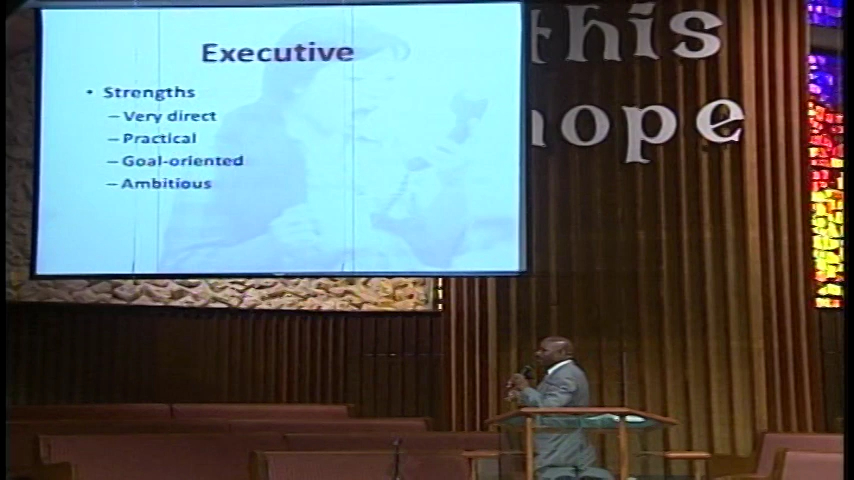 Executive
• Strengths
– Very direct
– Practical
– Goal-oriented
– Ambitious
this
hope